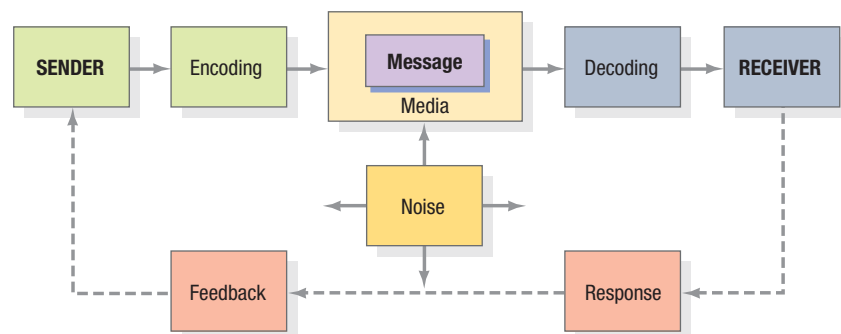 SENDER
Encoding
Message
Media
Decoding
RECEIVER
Noise
Feedback
Response